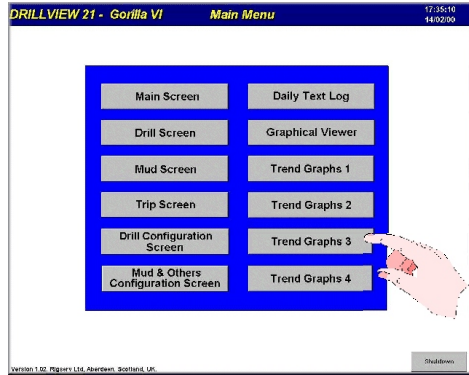 DRILLVIEW 21 - Gorilla VI Main Menu 17:35:10
14/02/00
Main Screen Daily Text Log
Drill Screen Graphical Viewer
Mud Screen Trend Graphs 1
Trip Screen Trend Graphs 2
Drill Configuration
Screen Trend Graphs 3
Mud & Others
Configuration Screen Trend Graphs 4
Shutdown
Version 1.02 Rigserv Ltd, Aberdeen, Scotland, UK.